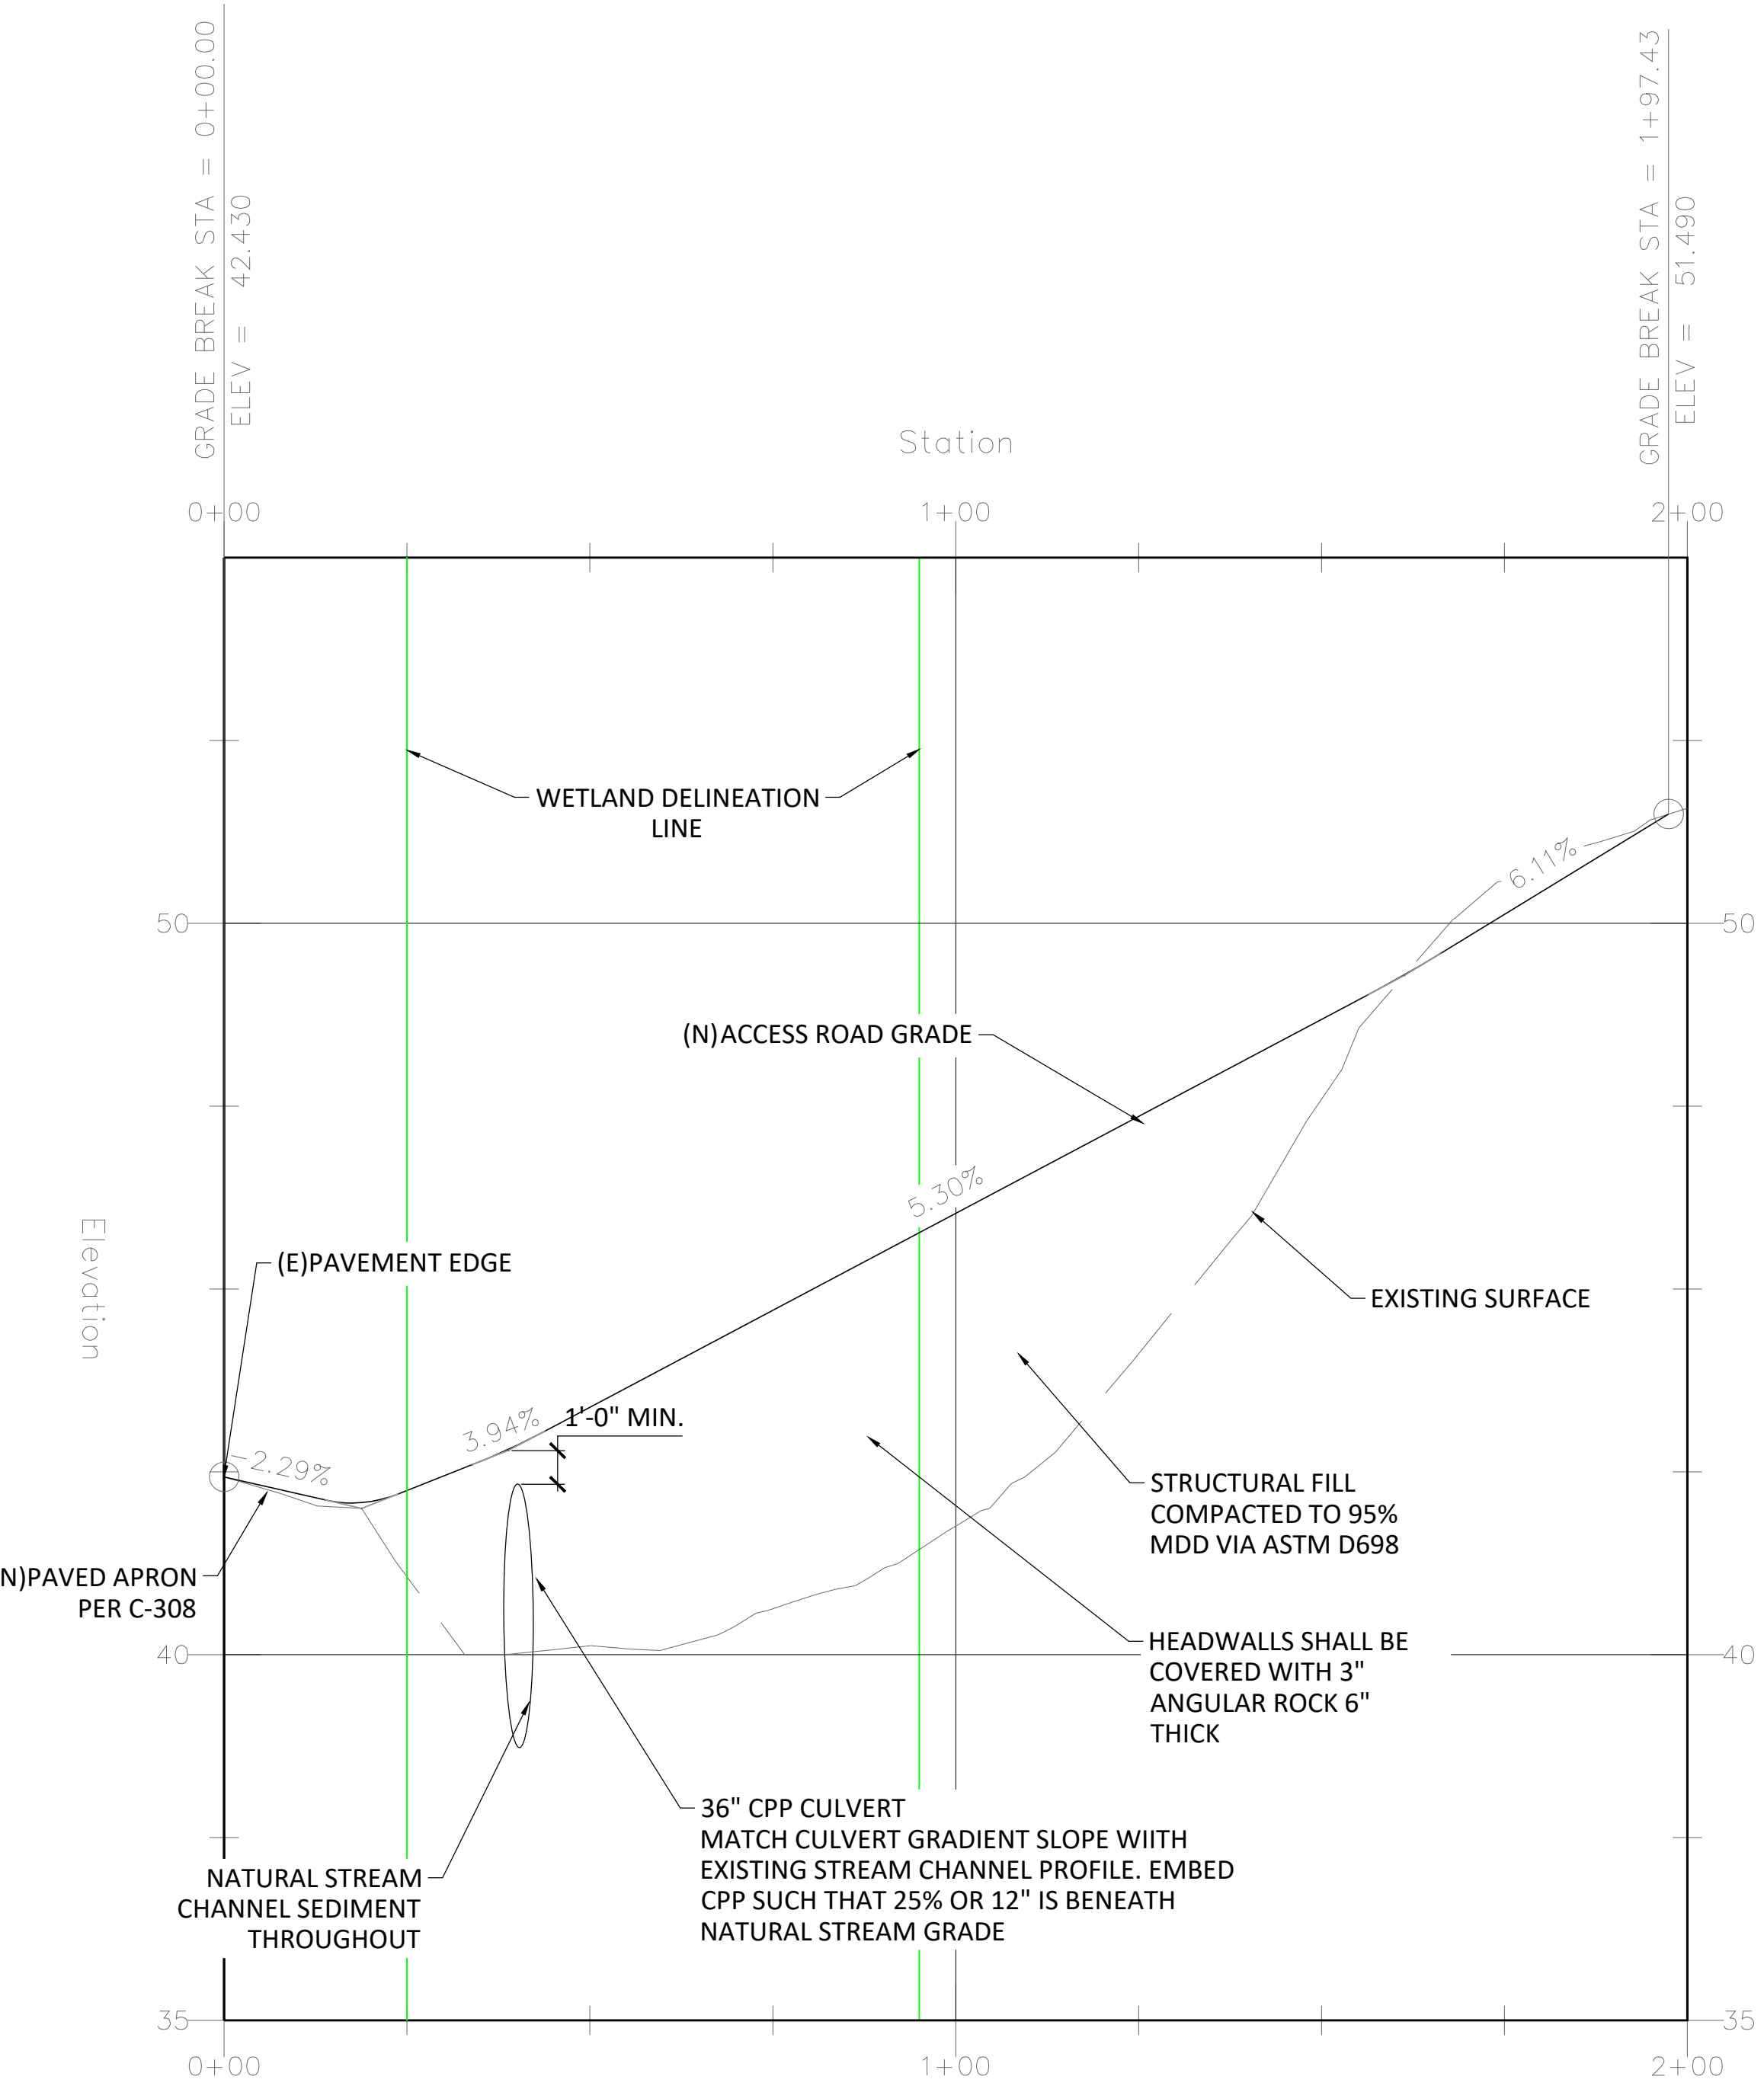 GRADE BREAK STA = 0+00.00
ELEV = 42.430
GRADE BREAK STA = 1+97.43
ELEV = 51.490
Station
0+00
1+00
2+00
WETLAND DELINEATION
LINE
6.11%
50
50
(N)ACCESS ROAD GRADE
5.30%
Elevation
(E)PAVEMENT EDGE
EXISTING SURFACE
1'-0" MIN.
3.94%
-2.29%
STRUCTURAL FILL
COMPACTED TO 95%
MDD VIA ASTM D698
N)PAVED APRON
PER C-308
40
40
HEADWALLS SHALL BE
COVERED WITH 3"
ANGULAR ROCK 6"
THICK
36" CPP CULVERT
MATCH CULVERT GRADIENT SLOPE WIITH
EXISTING STREAM CHANNEL PROFILE. EMBED
CPP SUCH THAT 25% OR 12" IS BENEATH
NATURAL STREAM GRADE
NATURAL STREAM
CHANNEL SEDIMENT
THROUGHOUT
35
35
0+00
1+00
2+00